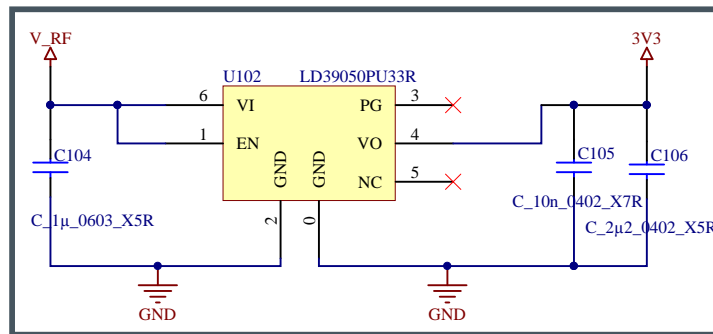 V_RF
3V3
U102 LD39050PU33R
6 VI PG 3
1 EN VO 4
GND GND NC 5
2 0
C104
C105
C106
C_1µ_0603_X5R
C_10n_0402_X7R
C_2µ2_0402_X5R
GND
GND